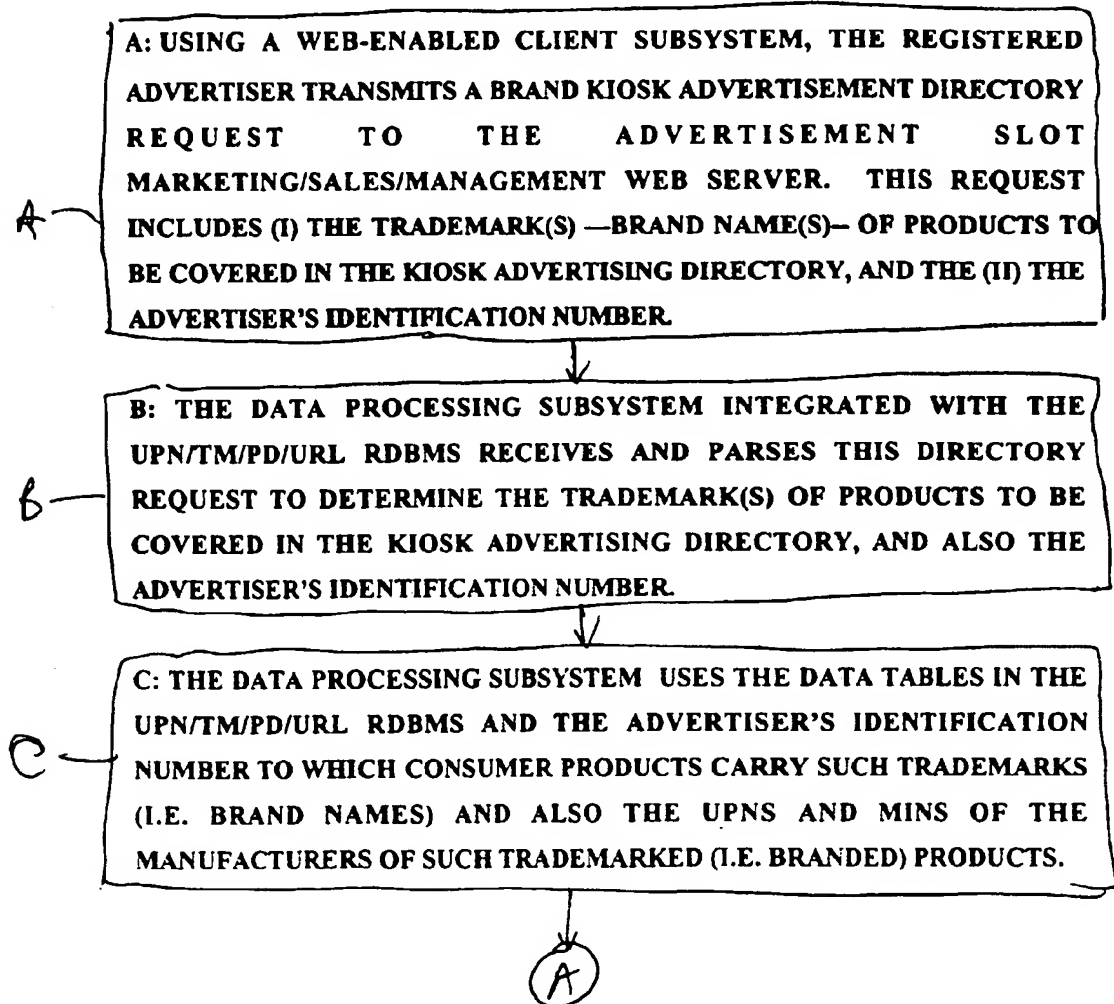 A: USING A WEB-ENABLED CLIENT SUBSYSTEM, THE REGISTERED
ADVERTISER TRANSMITS A BRAND KIOSK ADVERTISEMENT DIRECTORY
REQUEST TO THE ADVERTISEMENT SLOT
MARKETING/SALES/MANAGEMENT WEB SERVER. THIS REQUEST
A
INCLUDES (I) THE TRADEMARK(S) —BRAND NAME(S)– OF PRODUCTS TO
BE COVERED IN THE KIOSK ADVERTISING DIRECTORY, AND THE (II) THE
ADVERTISER'S IDENTIFICATION NUMBER.
B: THE DATA PROCESSING SUBSYSTEM INTEGRATED WITH THE
UPN/TM/PD/URL RDBMS RECEIVES AND PARSES THIS DIRECTORY
B
REQUEST TO DETERMINE THE TRADEMARK(S) OF PRODUCTS TO BE
COVERED IN THE KIOSK ADVERTISING DIRECTORY, AND ALSO THE
ADVERTISER'S IDENTIFICATION NUMBER.
C: THE DATA PROCESSING SUBSYSTEM USES THE DATA TABLES IN THE
UPN/TM/PD/URL RDBMS AND THE ADVERTISER'S IDENTIFICATION
C
NUMBER TO WHICH CONSUMER PRODUCTS CARRY SUCH TRADEMARKS
(I.E. BRAND NAMES) AND ALSO THE UPNS AND MINS OF THE
MANUFACTURERS OF SUCH TRADEMARKED (I.E. BRANDED) PRODUCTS.
A